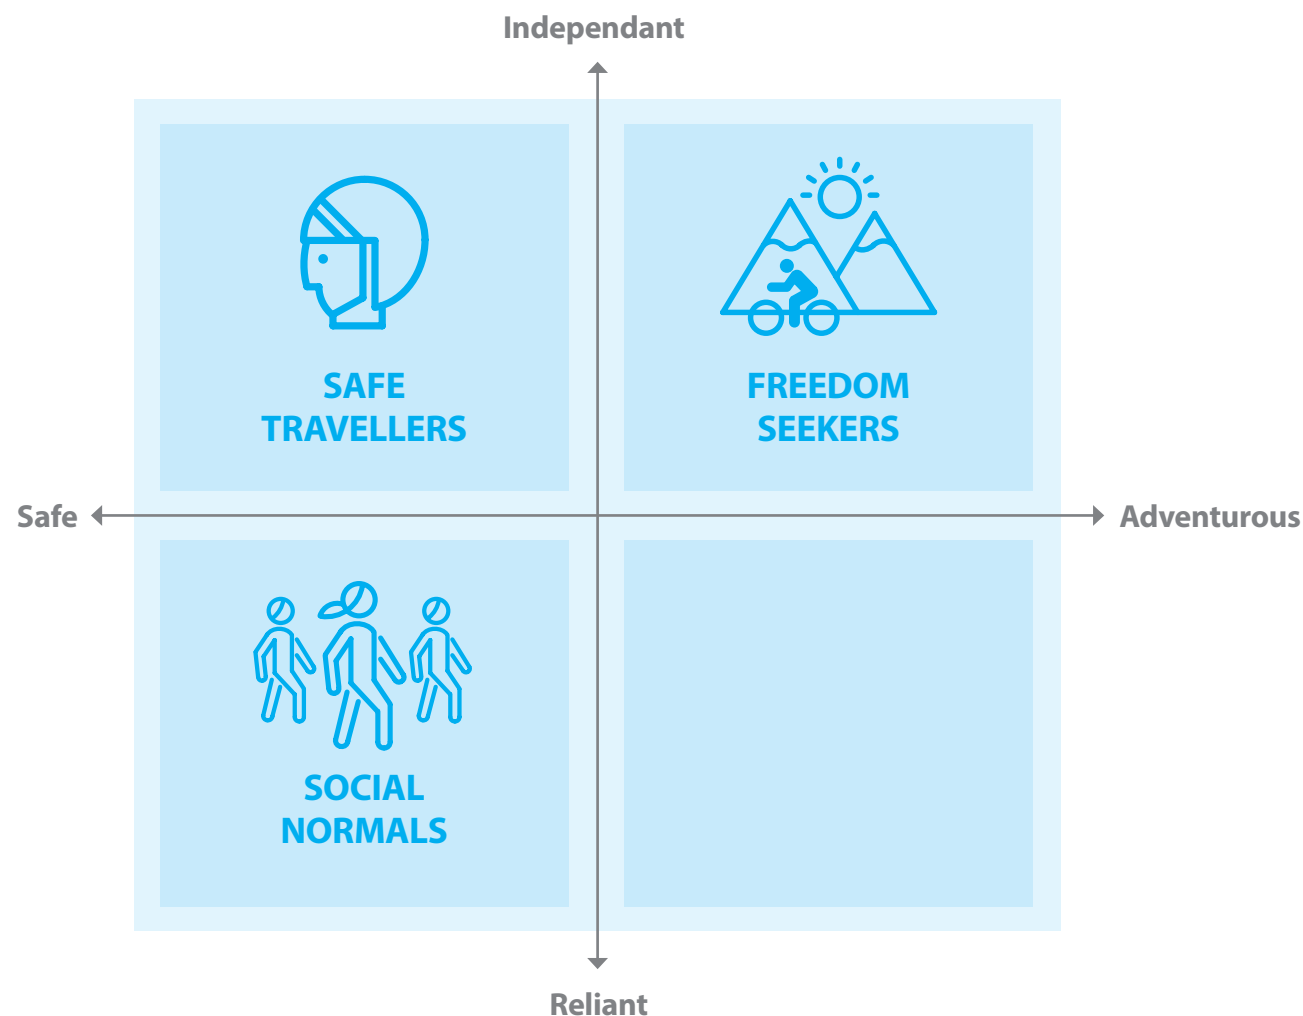 Independant
SAFE
TRAVELLERS
FREEDOM
SEEKERS
Safe
Adventurous
SOCIAL
NORMALS
Reliant